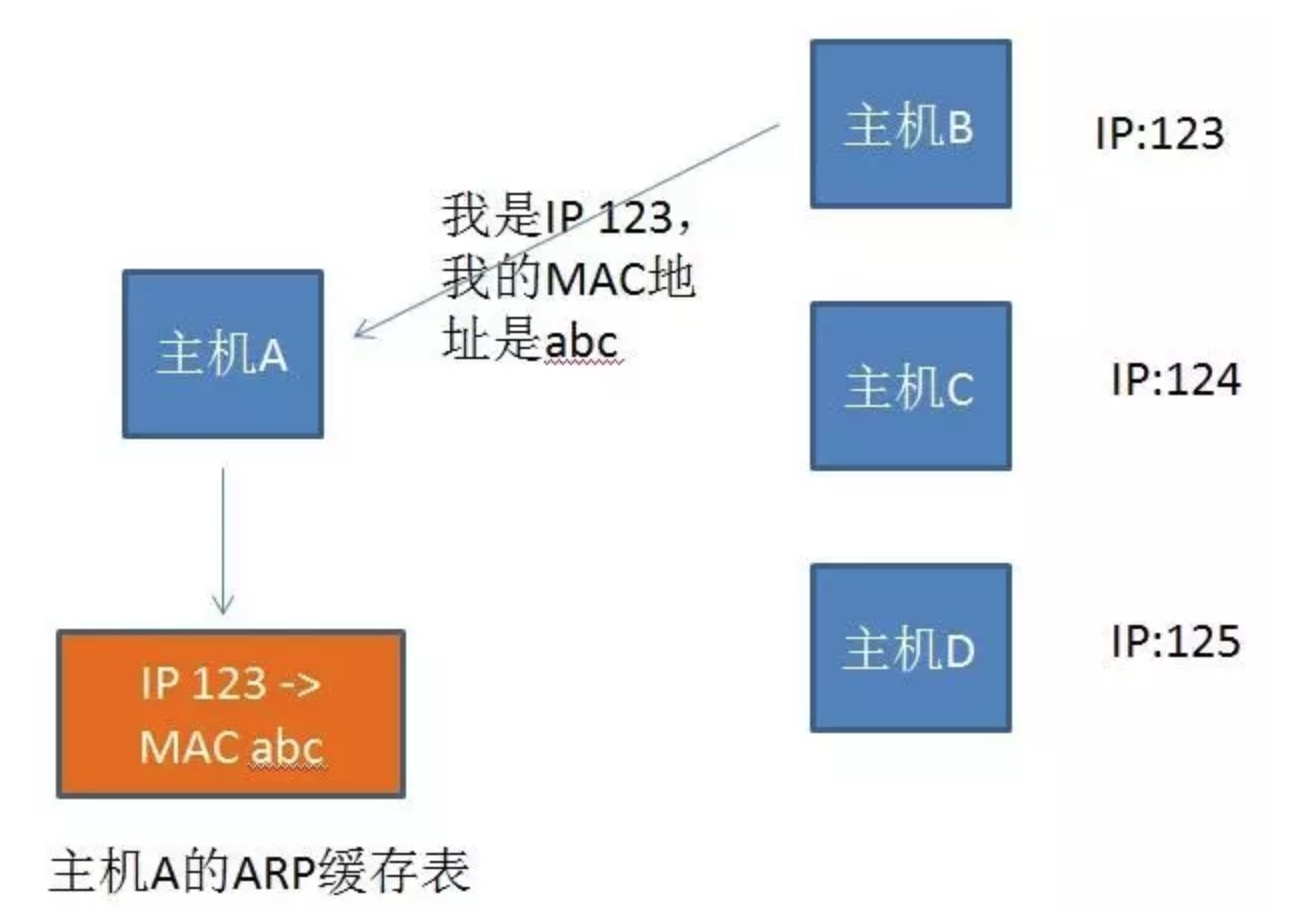 主机B
IP:123
我是IP 123，
我的MAC地
址是abc
主机A
主机C
IP:124
主机D
IP:125
IP 123 ->
MAC abc
主机A的ARP缓存表